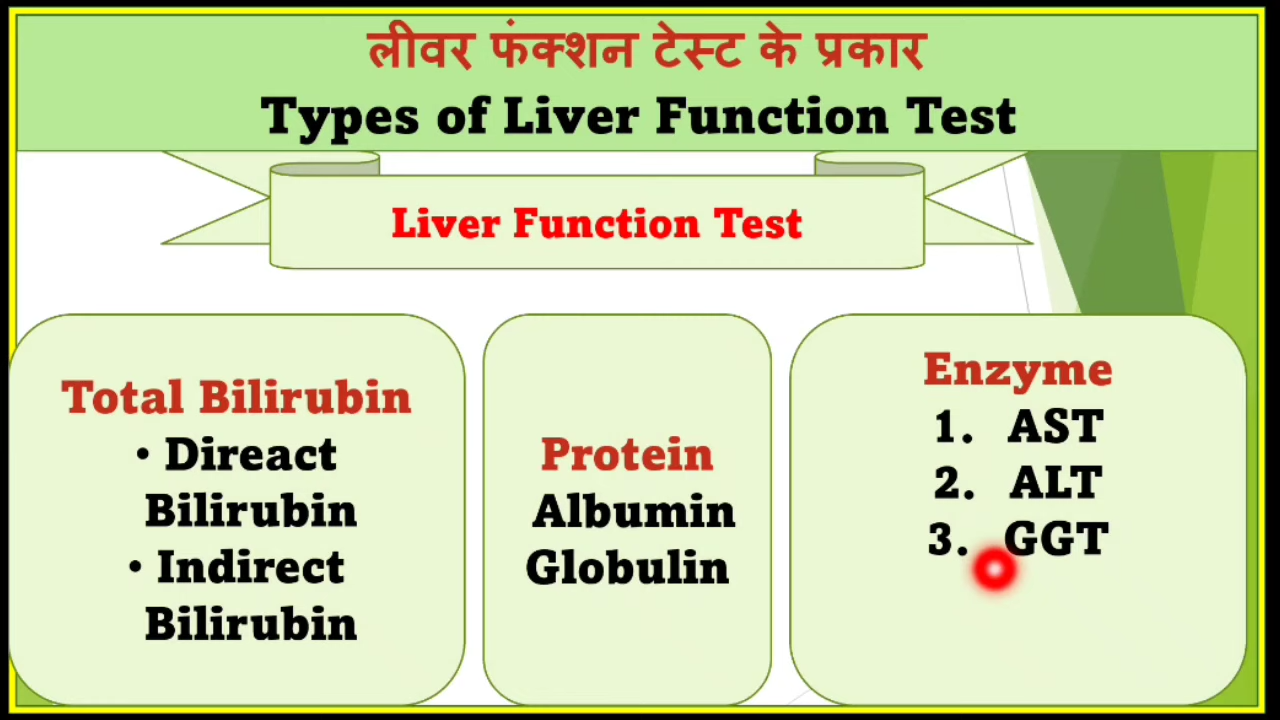 लीवर फंक्शन टेस्ट के प्रकार
Types of Liver Function Test
Liver Function Test
Total Bilirubin
• Direact
Bilirubin
• Indirect
Bilirubin
Protein
Albumin
Globulin
Enzyme
1. AST
2. ALT
3. GGT